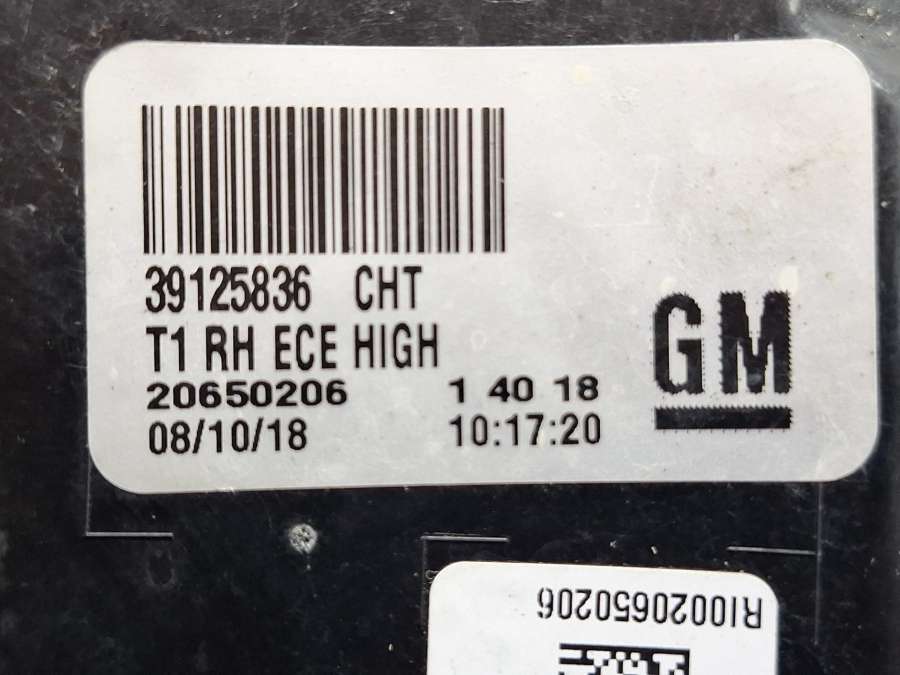 39125836 CHT
T1 RH ECE HIGH
20650206 1 40 18
08/10/18 10:17:20
GM
RI0020650206